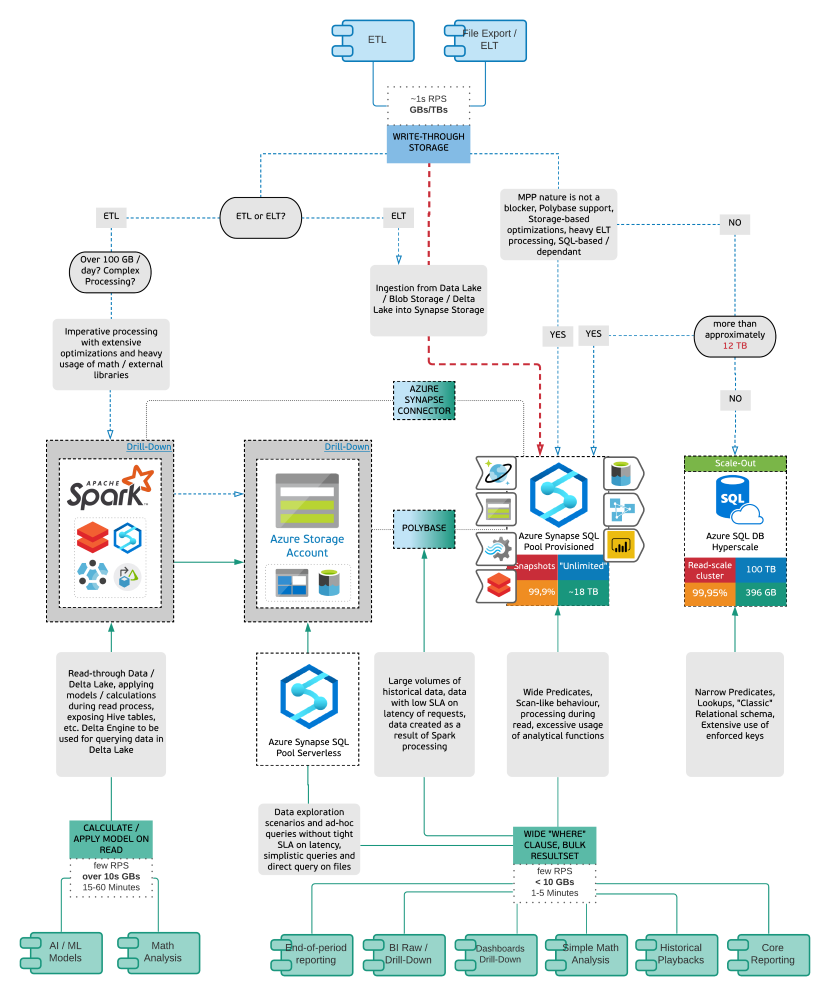 ETL
File Export /
ELT
~1s RPS
GBs/TBs
WRITE-THROUGH
STORAGE
ETL
ETL or ELT?
ELT
MPP nature is not a
blocker, Polybase support,
Storage-based
optimizations, heavy ELT
processing, SQL-based /
dependant
NO
Over 100 GB /
day? Complex
Processing?
Ingestion from Data Lake
/ Blob Storage / Delta
Lake into Synapse Storage
Imperative processing
with extensive
optimizations and heavy
usage of math / external
libraries
YES
YES
more than
approximately
12 TB
NO
AZURE
SYNAPSE
CONNECTOR
Drill-Down
APACHE
Spark
Drill-Down
Azure Storage
Account
POLYBASE
Azure Synapse SQL
Pool Provisioned
Snapshots
"Unlimited"
99,9%
~18 TB
Scale-Out
SQL
Azure SQL DB
Hyperscale
Read-scale
cluster
100 TB
99,95%
396 GB
Read-through Data /
Delta Lake, applying
models / calculations
during read process,
exposing Hive tables,
etc. Delta Engine to be
used for querying data in
Delta Lake
Azure Synapse SQL
Pool Serverless
Large volumes of
historical data, data
with low SLA on
latency of requests,
data created as a
result of Spark
processing
Wide Predicates,
Scan-like behaviour,
processing during
read, excessive usage
of analytical functions
Narrow Predicates,
Lookups, "Classic"
Relational schema,
Extensive use of
enforced keys
Data exploration
scenarios and ad-hoc
queries without tight
SLA on latency,
simplistic queries and
direct query on files
CALCULATE /
APPLY MODEL ON
READ
few RPS
over 10s GBs
15-60 Minutes
WIDE "WHERE"
CLAUSE, BULK
RESULTSET
few RPS
< 10 GBs
1-5 Minutes
AI / ML
Models
Math
Analysis
End-of-period
reporting
BI Raw /
Drill-Down
Dashboards
Drill-Down
Simple Math
Analysis
Historical
Playbacks
Core
Reporting